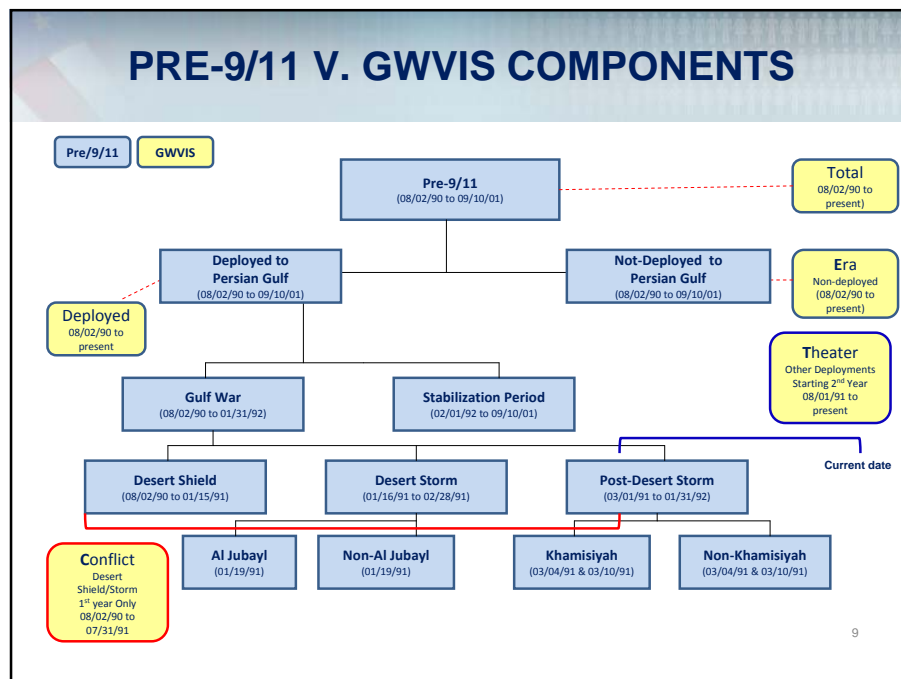 PRE-9/11 V. GWVIS COMPONENTS
Pre/9/11
GWVIS
Pre-9/11
(08/02/90 to 09/10/01)
Total
08/02/90 to
present)
Deployed to
Persian Gulf
(08/02/90 to 09/10/01)
Not-Deployed to
Persian Gulf
(08/02/90 to 09/10/01)
Era
Non-deployed
(08/02/90 to
present)
Deployed
08/02/90 to
present
Theater
Other Deployments
Starting 2nd Year
08/01/91 to
present
Gulf War
(08/02/90 to 01/31/92)
Stabilization Period
(02/01/92 to 09/10/01)
Current date
Desert Shield
(08/02/90 to 01/15/91)
Desert Storm
(01/16/91 to 02/28/91)
Post-Desert Storm
(03/01/91 to 01/31/92)
Conflict
Desert
Shield/Storm
1st year Only
08/02/90 to
07/31/91
Al Jubayl
(01/19/91)
Non-Al Jubayl
(01/19/91)
Khamisiyah
(03/04/91 & 03/10/91)
Non-Khamisiyah
(03/04/91 & 03/10/91)
9